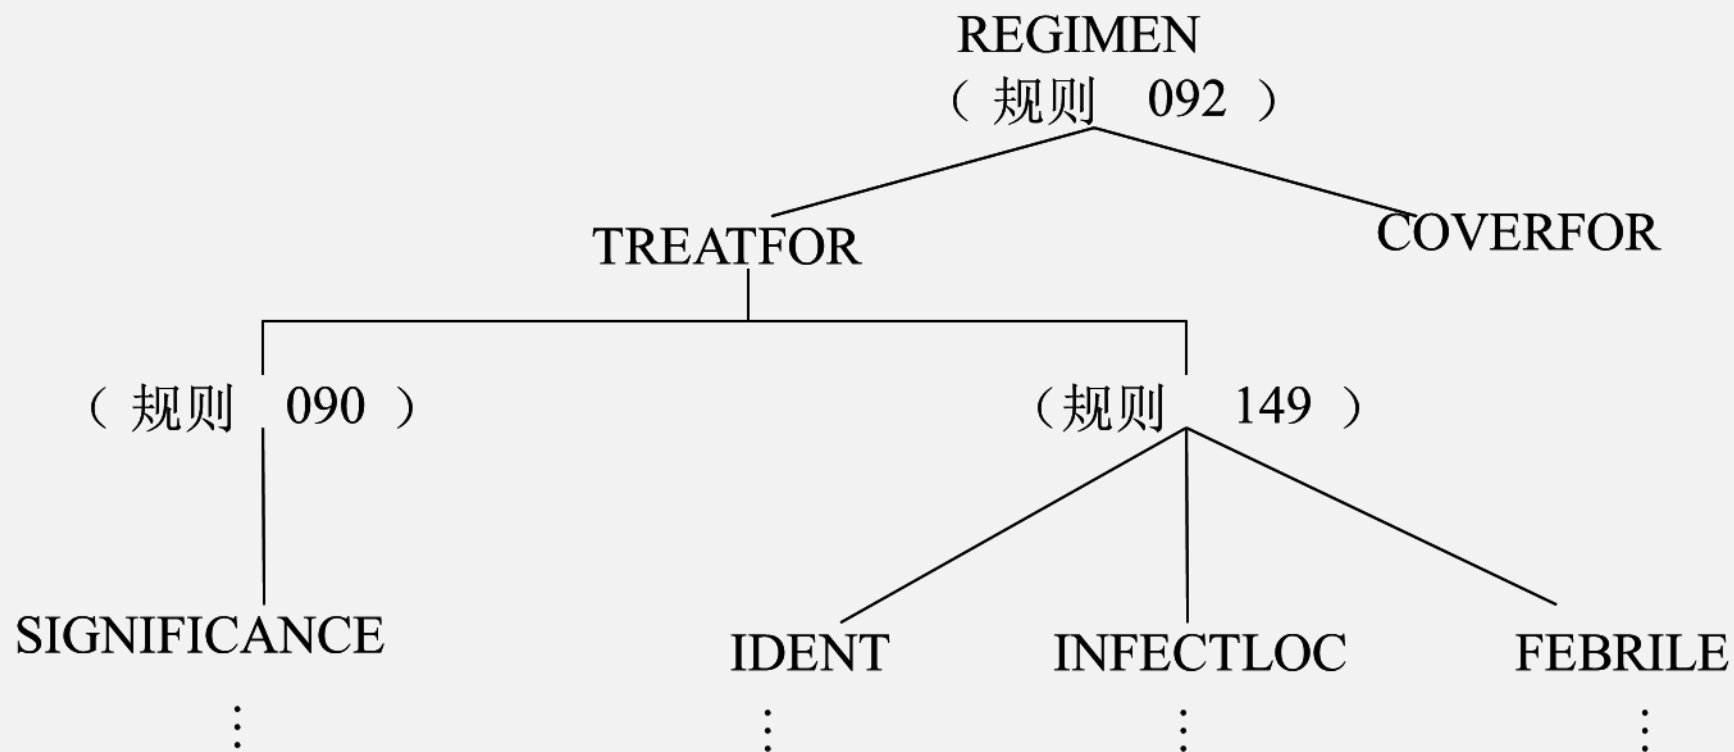 REGIMEN
（规则 092）
TREATFOR
COVERFOR
（规则 090）
（规则 149）
SIGNIFICANCE
IDENT
INFECTLOC
FEBRILE
⋮
⋮
⋮
⋮